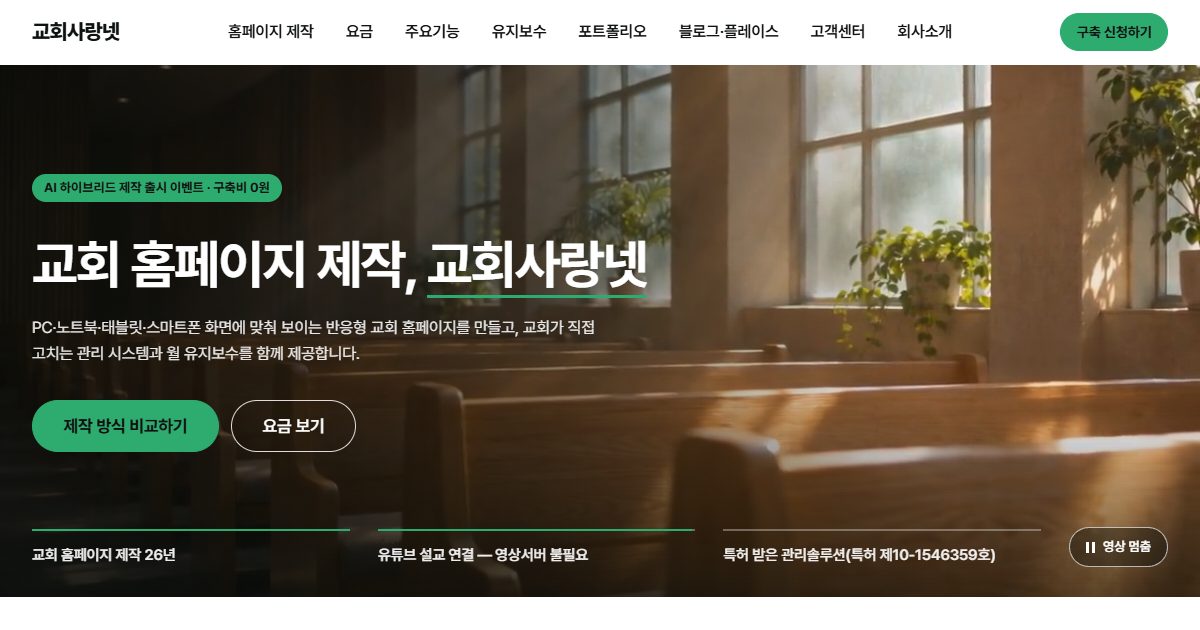 교회사랑넷
홈페이지 제작
요금
주요기능
유지보수
포트폴리오
블로그·플레이스
고객센터
회사소개
구축 신청하기
AI 하이브리드 제작 출시 이벤트 · 구축비 0원
교회 홈페이지 제작, 교회사랑넷
PC·노트북·태블릿·스마트폰 화면에 맞춰 보이는 반응형 교회 홈페이지를 만들고, 교회가 직접
고치는 관리 시스템과 월 유지보수를 함께 제공합니다.
제작 방식 비교하기
요금 보기
교회 홈페이지 제작 26년
유튜브 설교 연결 — 영상서버 불필요
특허 받은 관리솔루션(특허 제10-1546359호)
영상 멈춤